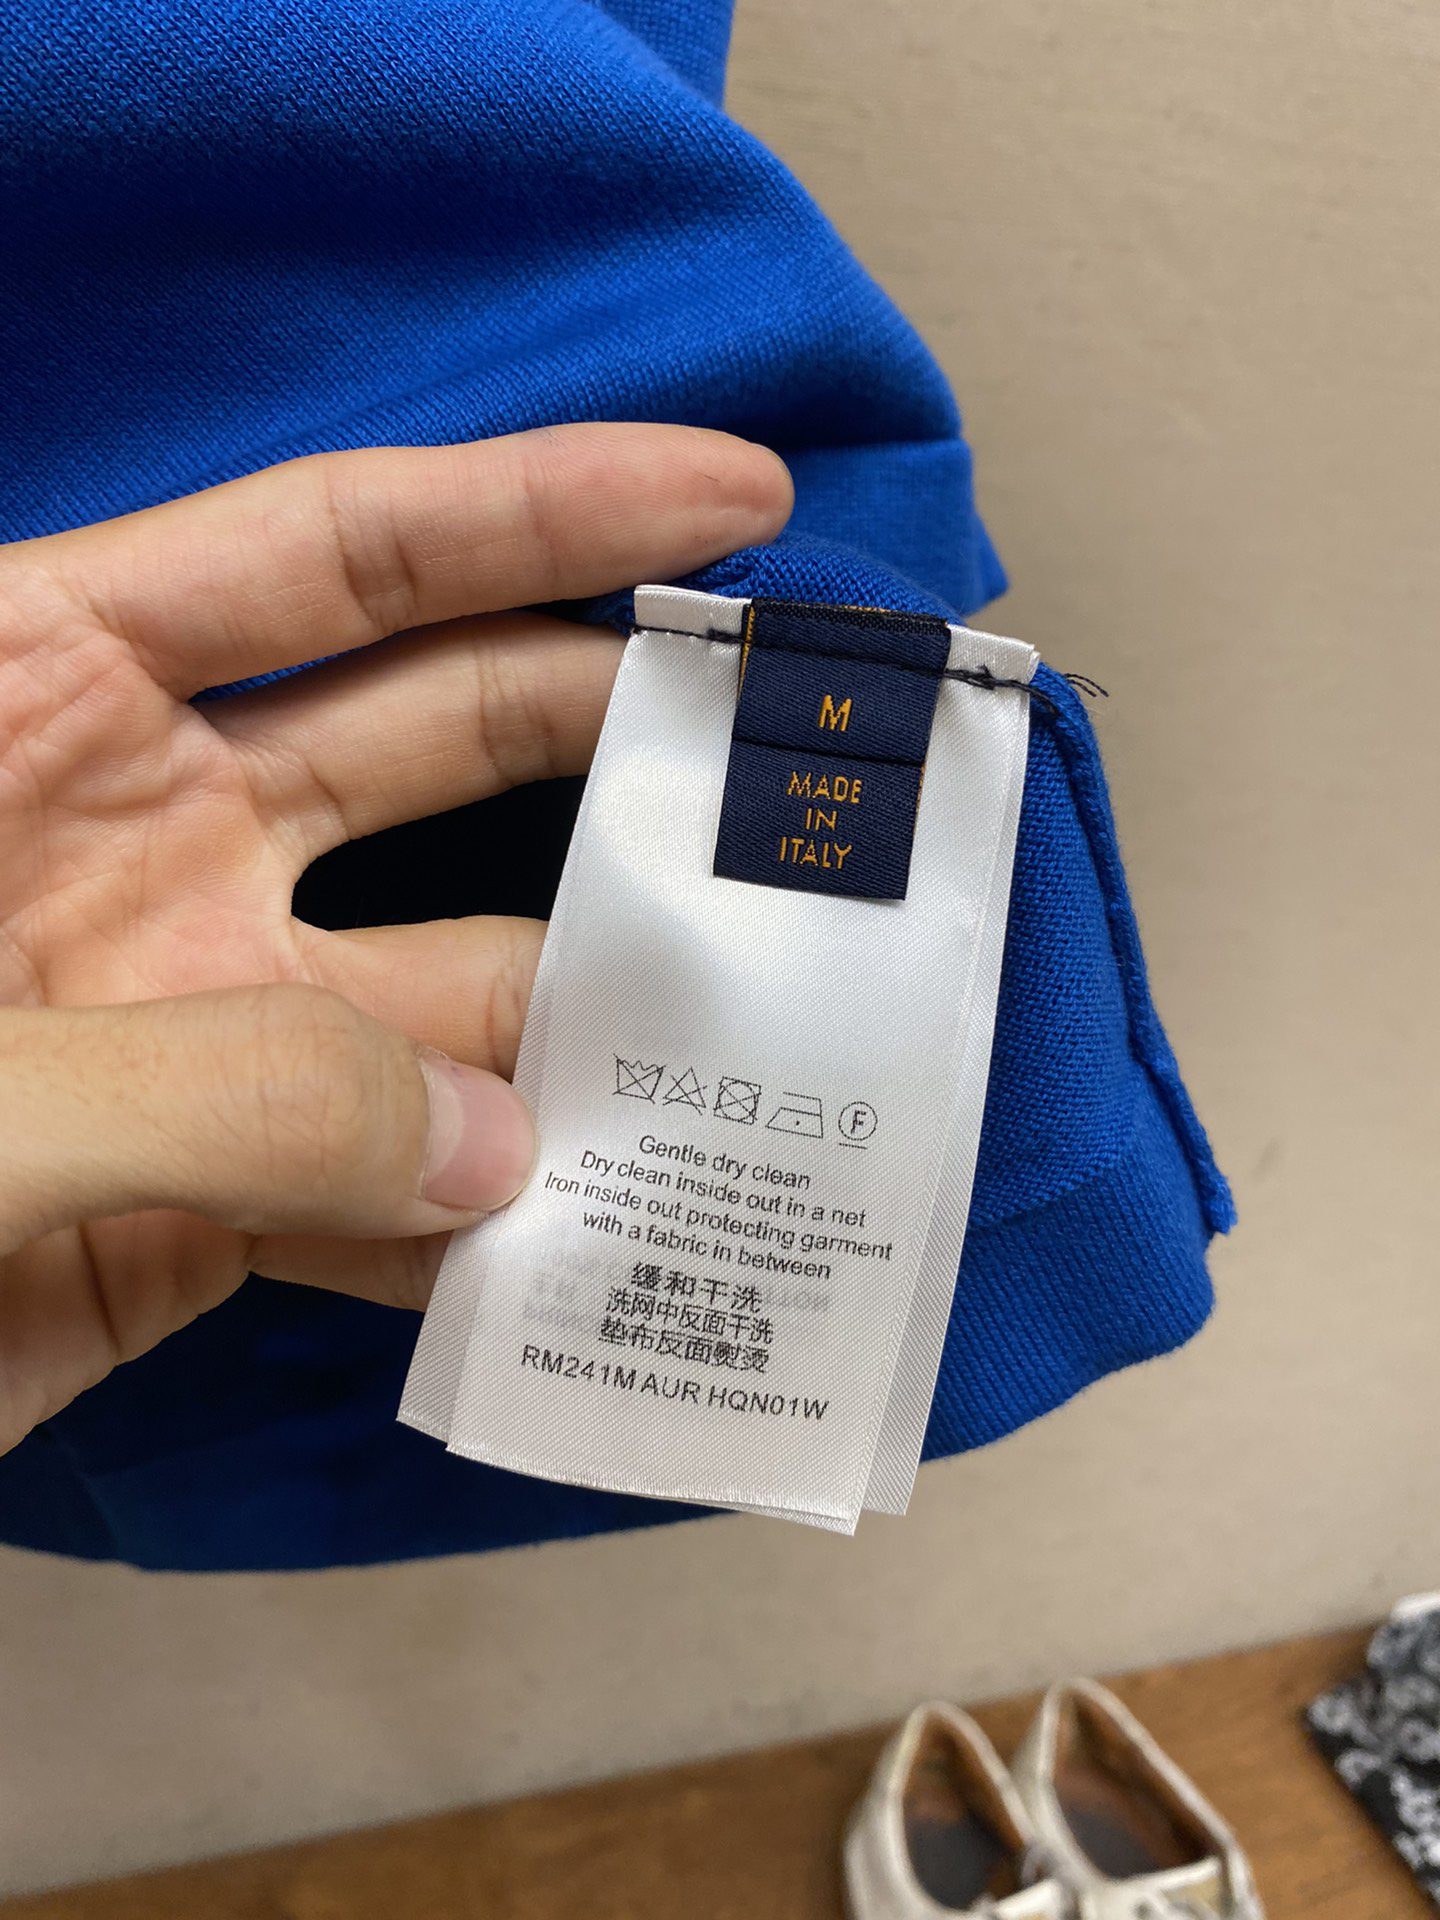 M
MADE
IN
ITALY
F
Gentle dry clean
Dry clean inside out in a net
Iron inside out protecting garment
with a fabric in between
缓和干洗
洗网中反面干洗
垫布反面熨烫
RM241M AUR HQN01W